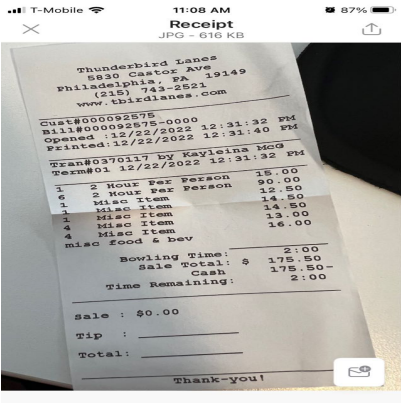 T-Mobile 11:08 AM 87%
Receipt
JPG - 616 KB
Thunderbird Lanes
5830 Castor Ave
Philadelphia, PA 19149
(215) 743-2521
www.tbirdlanes.com
Cust#000092575
Bill#000092575-0000
Opened :12/22/2022 12:31:32 PM
Printed:12/22/2022 12:31:40 PM
Tran#0370117 by Kayleina McG
Term#01 12/22/2022 12:31:32 PM
1 2 Hour Per Person 15.00
6 2 Hour Per Person 90.00
1 Misc Item 12.50
1 Misc Item 14.50
1 Misc Item 14.50
4 Misc Item 13.00
4 Misc Item 16.00
misc food & bev
Bowling Time: 2:00
Sale Total: $ 175.50
Cash 175.50-
Time Remaining: 2:00
Sale : $0.00
Tip :
Total:
Thank-you!